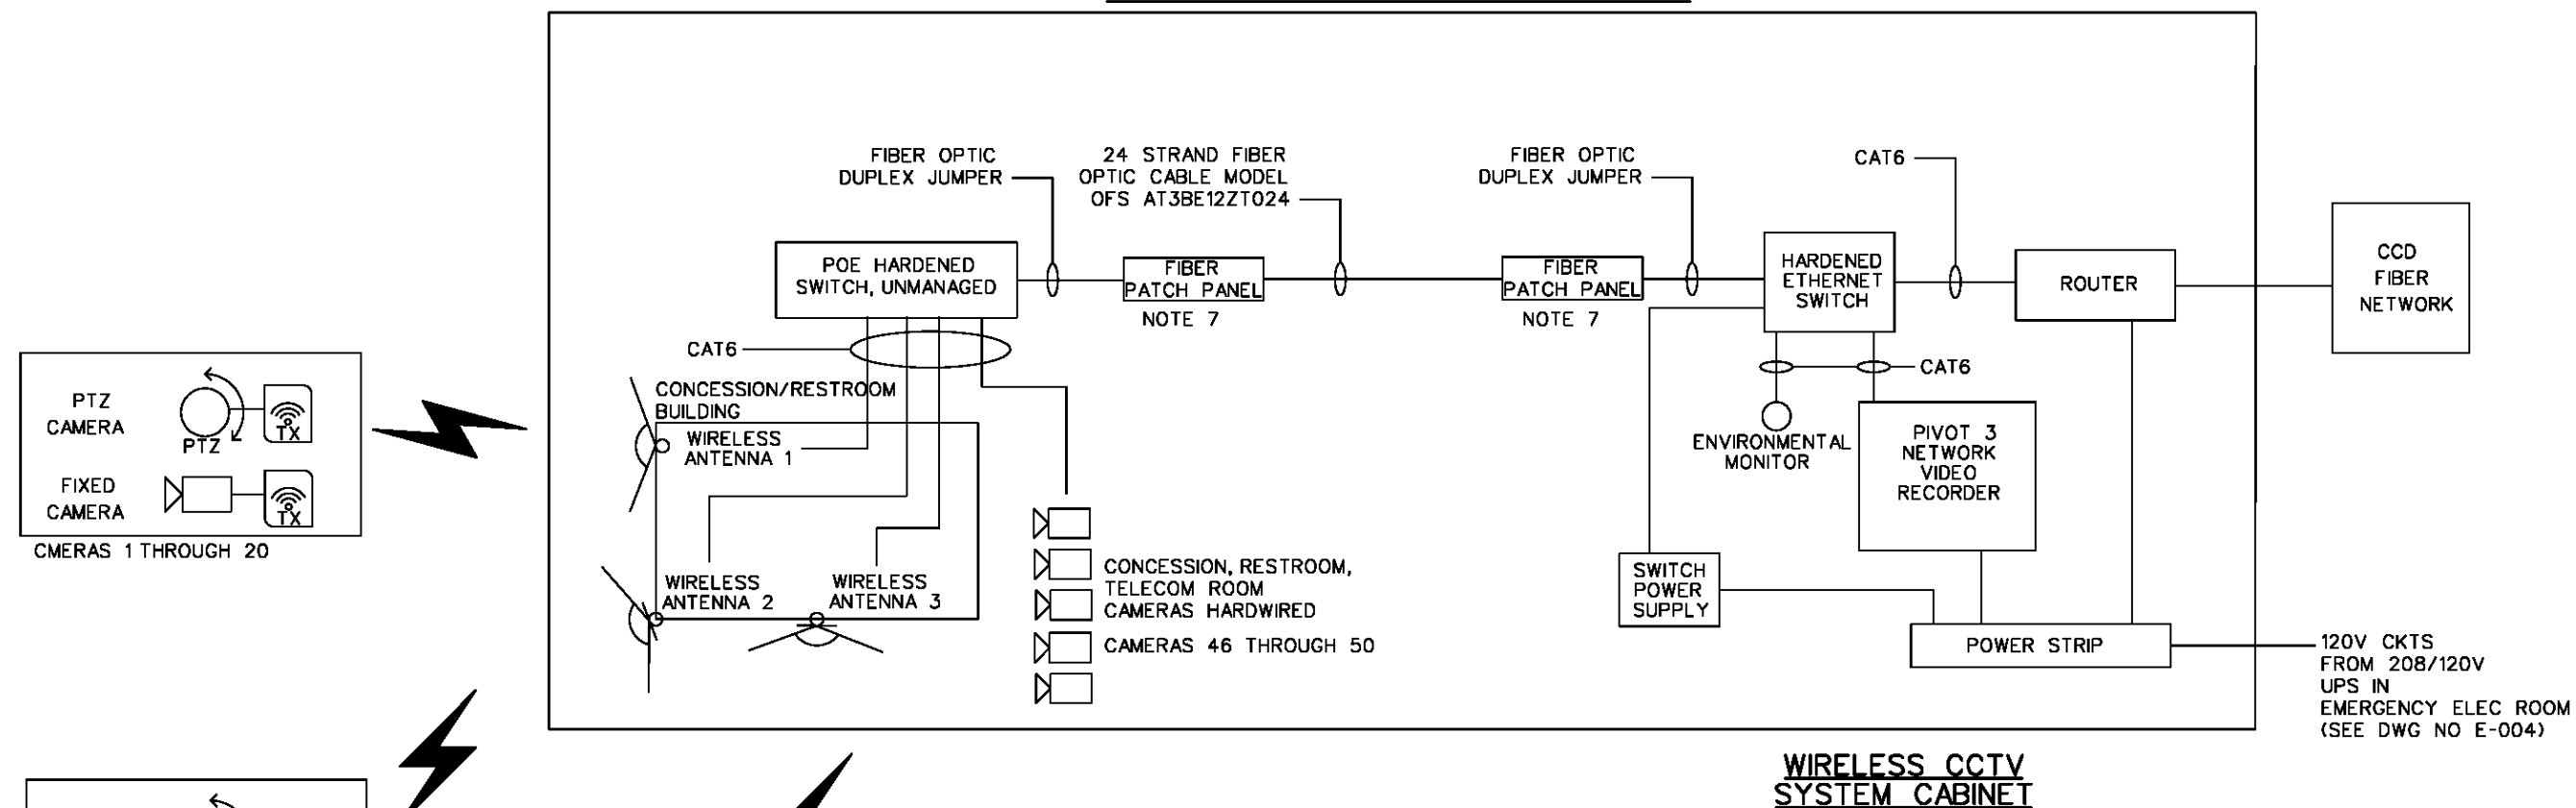 FIBER OPTIC
DUPLEX JUMPER
24 STRAND FIBER
OPTIC CABLE MODEL
OFS AT3BE12ZT024
FIBER OPTIC
DUPLEX JUMPER
CAT6
POE HARDENED
SWITCH, UNMANAGED
FIBER
PATCH PANEL
NOTE 7
FIBER
PATCH PANEL
NOTE 7
HARDENED
ETHERNET
SWITCH
ROUTER
CCD
FIBER
NETWORK
CAT6
CAT6
PTZ
CAMERA
PTZ
TX
FIXED
CAMERA
TX
CMERAS 1 THROUGH 20
CONCESSION/RESTROOM
BUILDING
WIRELESS
ANTENNA 1
WIRELESS
ANTENNA 2
WIRELESS
ANTENNA 3
CONCESSION, RESTROOM,
TELECOM ROOM
CAMERAS HARDWIRED
CAMERAS 46 THROUGH 50
ENVIRONMENTAL
MONITOR
PIVOT 3
NETWORK
VIDEO
RECORDER
SWITCH
POWER
SUPPLY
POWER STRIP
120V CKTS
FROM 208/120V
UPS IN
EMERGENCY ELEC ROOM
(SEE DWG NO E-004)
WIRELESS CCTV
SYSTEM CABINET